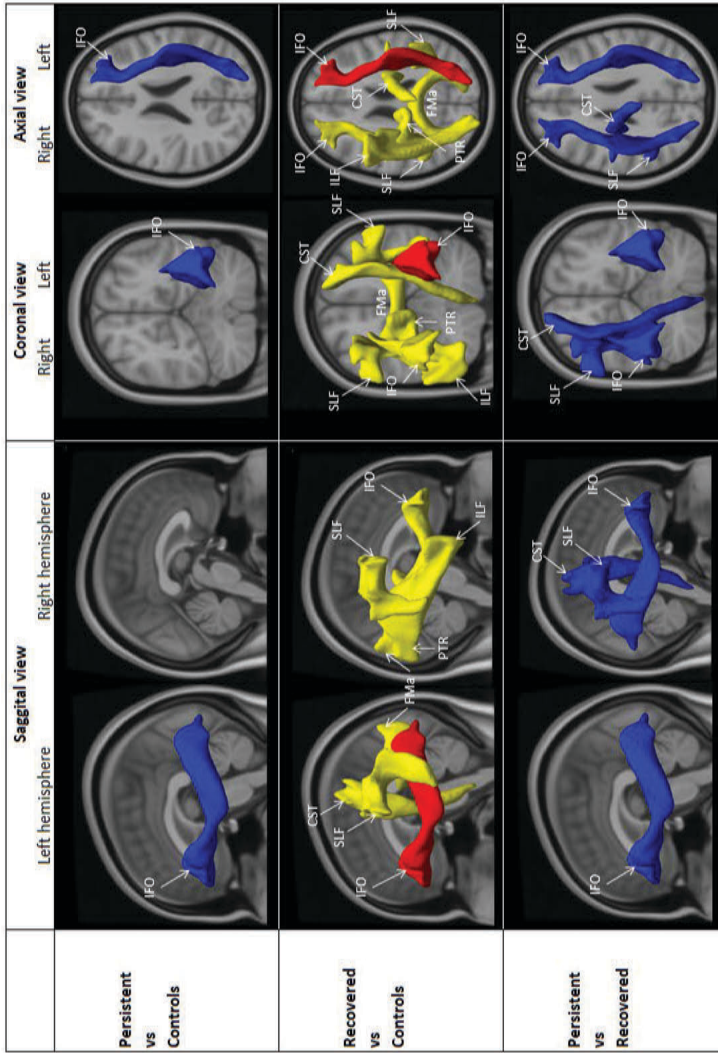 Saggital view
Coronal view
Axial view
Left hemisphere
Right hemisphere
Right
Left
Right
Left
Persistent
vs
Controls
IFO
IFO
IFO
Recovered
vs
Controls
CST
SLF
IFO
FMa
SLF
IFO
PTR
ILF
CST
SLF
SLF
FMa
IFO
PTR
IFO
ILF
IFO
IFO
ILF
CST
SLF
SLF
FMa
PTR
Persistent
vs
Recovered
IFO
CST
SLF
IFO
CST
SLF
IFO
IFO
IFO
IFO
CST
SLF